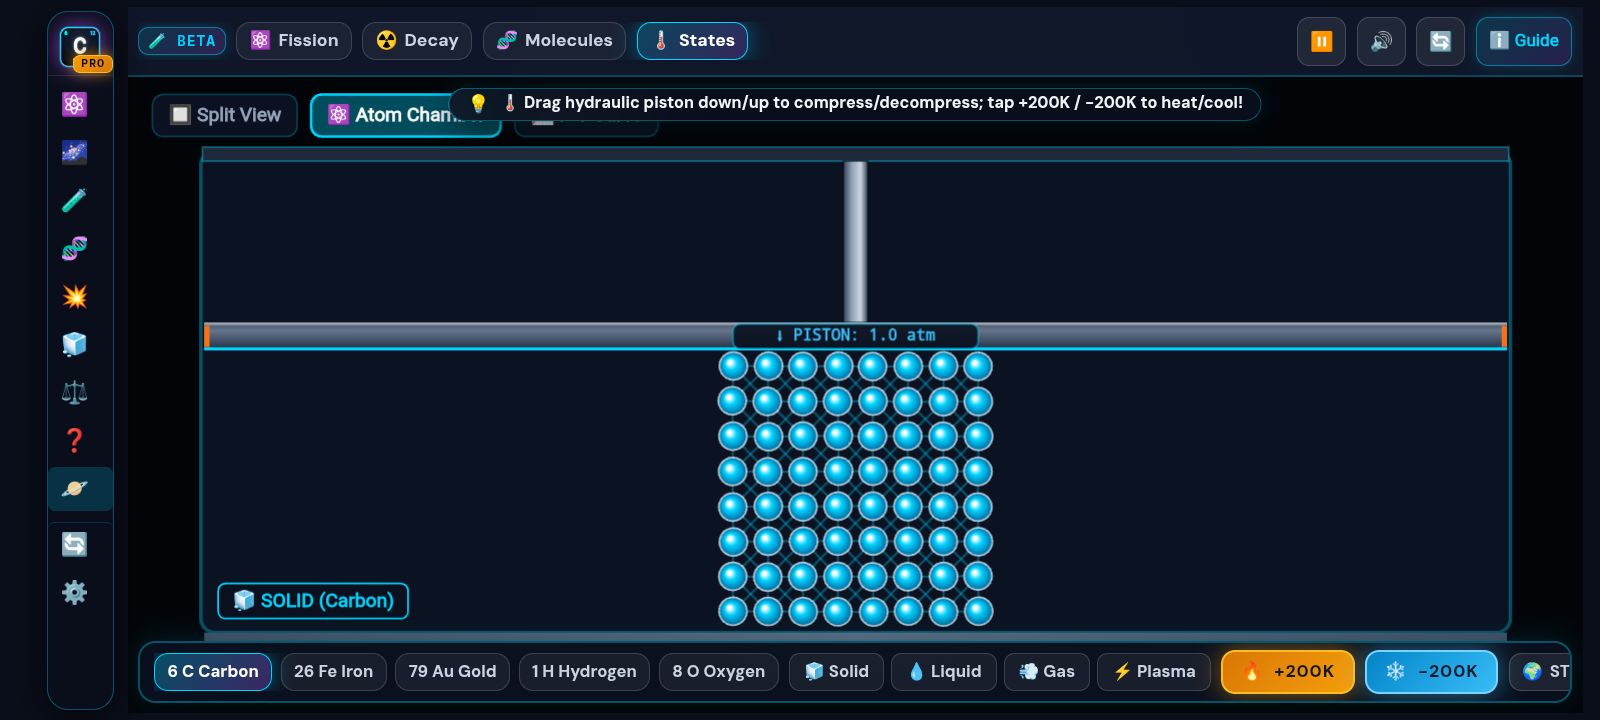 C
PRO
BETA
Fission
Decay
Molecules
States
Guide
Split View
Atom Cham
Drag hydraulic piston down/up to compress/decompress; tap +200K / -200K to heat/cool!
↓ PISTON: 1.0 atm
SOLID (Carbon)
6 C Carbon
26 Fe Iron
79 Au Gold
1 H Hydrogen
8 O Oxygen
Solid
Liquid
Gas
Plasma
+200K
-200K
ST